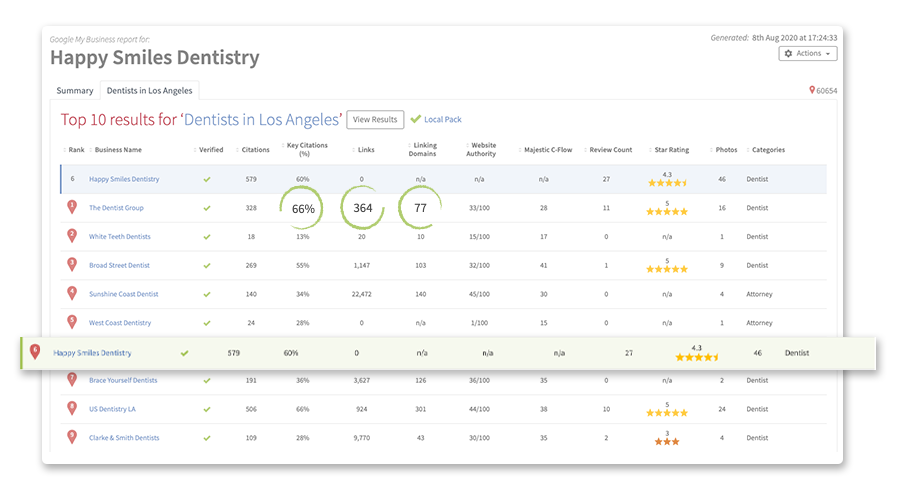 Google My Business report for:
Generated: 8th Aug 2020 at 17:24:33
Happy Smiles Dentistry
Actions
Summary Dentists in Los Angeles
60654
Top 10 results for 'Dentists in Los Angeles' View Results Local Pack
Rank Business Name Verified Citations Key Citations (%) Links Linking Domains Website Authority Majestic C-Flow Review Count Star Rating Photos Categories
6 Happy Smiles Dentistry 579 60% 0 n/a n/a n/a 27 4.3 46 Dentist
1 The Dentist Group 328 66% 364 77 33/100 28 11 5 16 Dentist
2 White Teeth Dentists 18 13% 20 10 15/100 17 0 n/a 1 Dentist
3 Broad Street Dentist 269 55% 1,147 103 32/100 41 1 5 9 Dentist
4 Sunshine Coast Dentist 140 34% 22,472 140 45/100 30 0 n/a 4 Attorney
5 West Coast Dentistry 24 28% 0 n/a 1/100 15 0 n/a 1 Attorney
6 Happy Smiles Dentistry 579 60% 0 n/a n/a n/a 27 4.3 46 Dentist
7 Brace Yourself Dentists 191 36% 3,627 126 36/100 35 0 n/a 2 Dentist
8 US Dentistry LA 506 66% 924 301 44/100 38 10 5 24 Dentist
9 Clarke & Smith Dentists 109 28% 9,770 43 30/100 35 2 3 4 Dentist